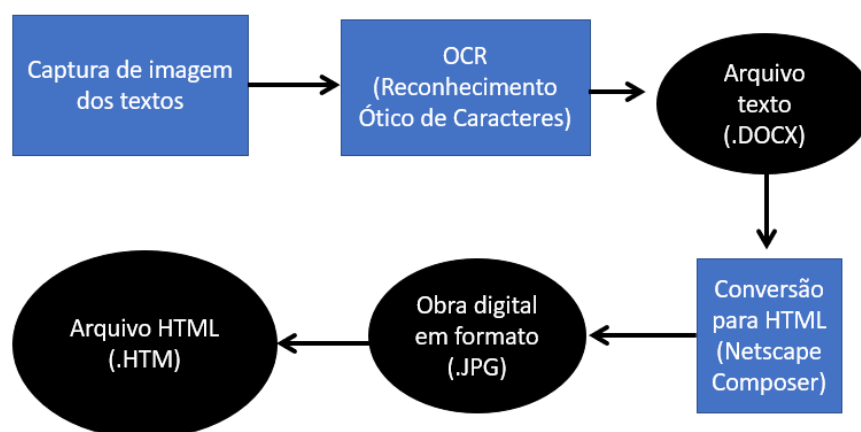 Captura de imagem
dos textos
OCR
(Reconhecimento
Ótico de Caracteres)
Arquivo
texto
(.DOCX)
Conversão
para HTML
(Netscape
Composer)
Obra digital
em formato
(.JPG)
Arquivo HTML
(.HTM)